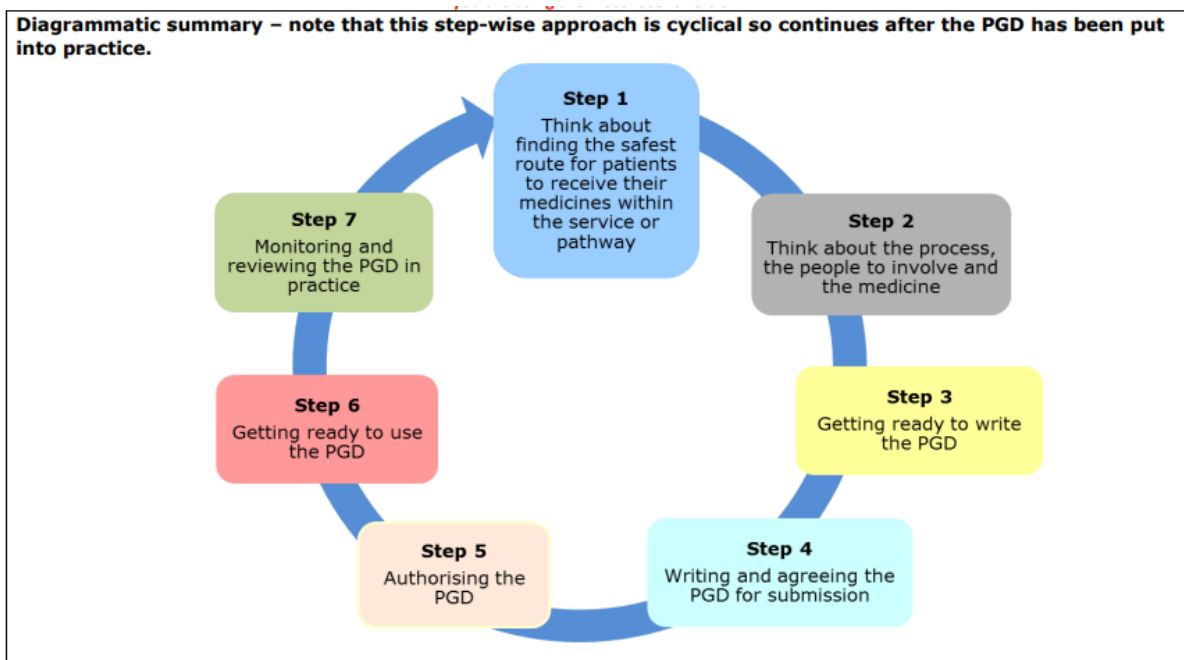 Diagrammatic summary – note that this step-wise approach is cyclical so continues after the PGD has been put
into practice.
Step 1
Think about
finding the safest
route for patients
to receive their
medicines within
the service or
pathway
Step 2
Think about the process,
the people to involve and
the medicine
Step 3
Getting ready to write
the PGD
Step 4
Writing and agreeing the
PGD for submission
Step 5
Authorising the
PGD
Step 6
Getting ready to use
the PGD
Step 7
Monitoring and
reviewing the PGD in
practice